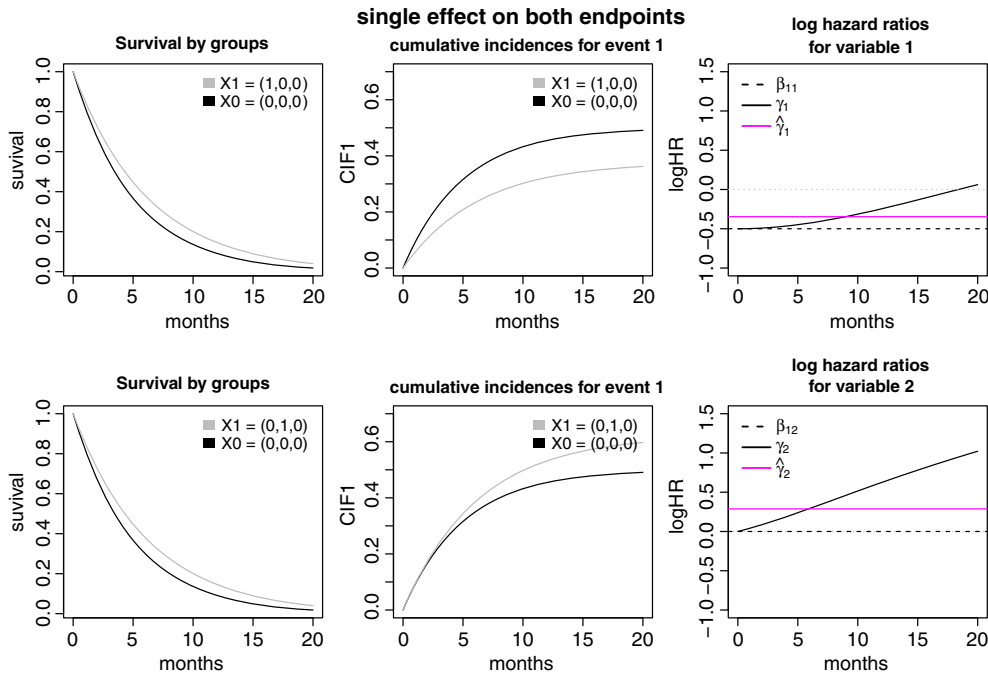 single effect on both endpoints
Survival by groups
suvival
0.0 0.2 0.4 0.6 0.8 1.0
X1 = (1,0,0)
X0 = (0,0,0)
0 5 10 15 20
months
cumulative incidences for event 1
CIF1
0.0 0.2 0.4 0.6
X1 = (1,0,0)
X0 = (0,0,0)
0 5 10 15 20
months
log hazard ratios
for variable 1
logHR
−1.0 −0.5 0.0 0.5 1.0 1.5
β11
γ1
γ̂1
0 5 10 15 20
months
Survival by groups
suvival
0.0 0.2 0.4 0.6 0.8 1.0
X1 = (0,1,0)
X0 = (0,0,0)
0 5 10 15 20
months
cumulative incidences for event 1
CIF1
0.0 0.2 0.4 0.6
X1 = (0,1,0)
X0 = (0,0,0)
0 5 10 15 20
months
log hazard ratios
for variable 2
logHR
−1.0 −0.5 0.0 0.5 1.0 1.5
β12
γ2
γ̂2
0 5 10 15 20
months